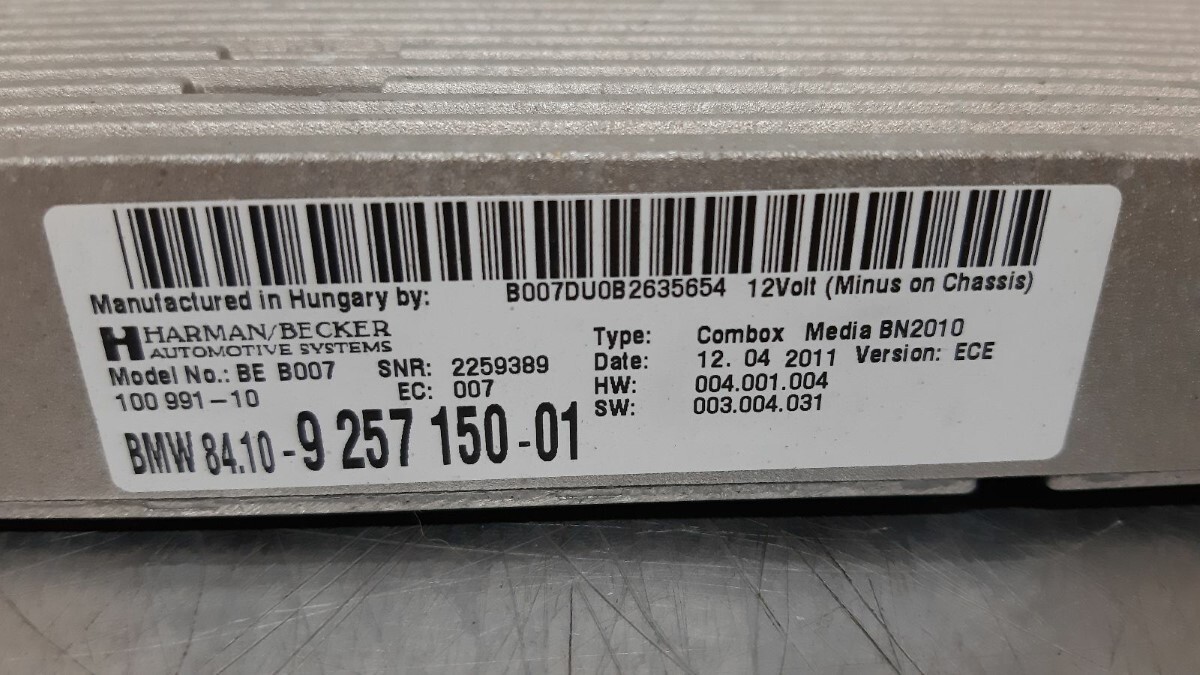 Manufactured in Hungary by: B007DU0B2635654 12Volt (Minus on Chassis)
HARMAN/BECKER
AUTOMOTIVE SYSTEMS
Model No.: BE B007 SNR: 2259389
100 991-10 EC: 007
Type: Combox Media BN2010
Date: 12. 04 2011 Version: ECE
HW: 004.001.004
SW: 003.004.031
BMW 84.10-9 257 150-01